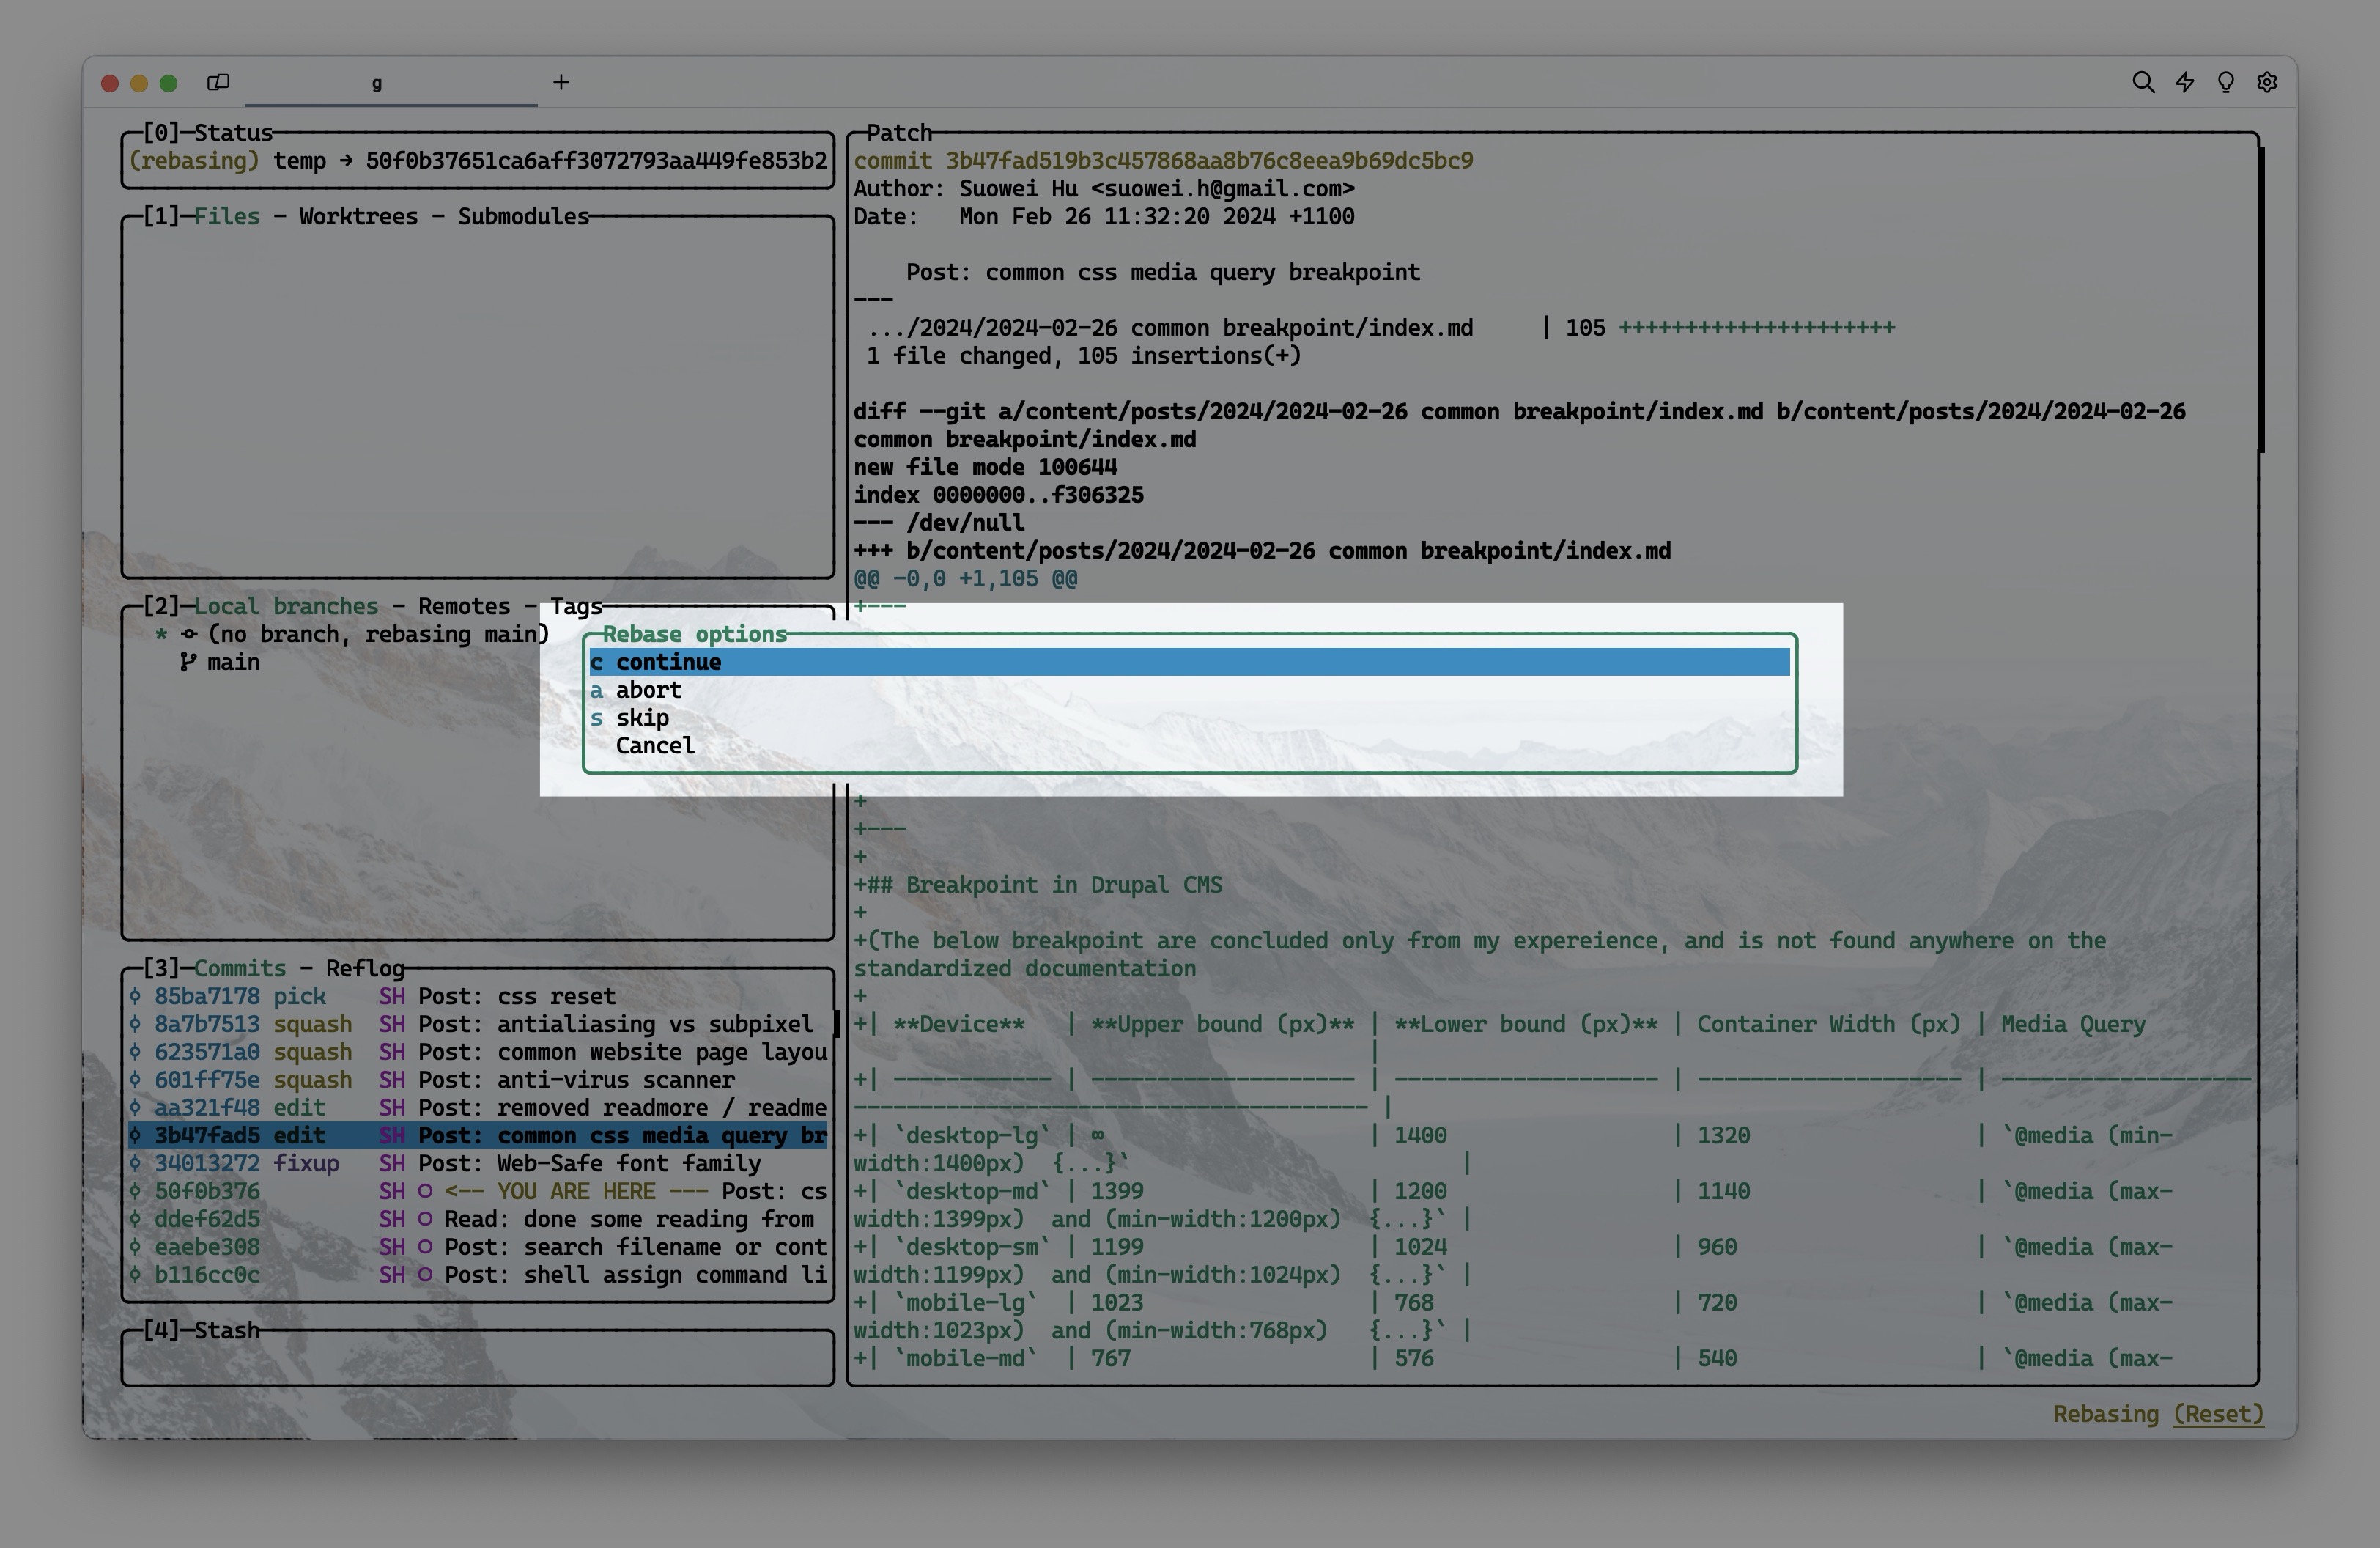 g
[0] Status
(rebasing) temp → 50f0b37651ca6aff3072793aa449fe853b2
[1] Files - Worktrees - Submodules
[2] Local branches - Remotes - Tags
* (no branch, rebasing main)
main
[3] Commits - Reflog
85ba7178 pick SH Post: css reset
8a7b7513 squash SH Post: antialiasing vs subpixel
623571a0 squash SH Post: common website page layou
601ff75e squash SH Post: anti-virus scanner
aa321f48 edit SH Post: removed readmore / readme
3b47fad5 edit SH Post: common css media query br
34013272 fixup SH Post: Web-Safe font family
50f0b376 SH ○ <-- YOU ARE HERE --- Post: cs
ddef62d5 SH ○ Read: done some reading from
eaebe308 SH ○ Post: search filename or cont
b116cc0c SH ○ Post: shell assign command li
[4] Stash
Patch
commit 3b47fad519b3c457868aa8b76c8eea9b69dc5bc9
Author: Suowei Hu <suowei.h@gmail.com>
Date:   Mon Feb 26 11:32:20 2024 +1100
Post: common css media query breakpoint
---
.../2024/2024-02-26 common breakpoint/index.md | 105 +++++++++++++++++++++
1 file changed, 105 insertions(+)
diff --git a/content/posts/2024/2024-02-26 common breakpoint/index.md b/content/posts/2024/2024-02-26
common breakpoint/index.md
new file mode 100644
index 0000000..f306325
--- /dev/null
+++ b/content/posts/2024/2024-02-26 common breakpoint/index.md
@@ -0,0 +1,105 @@
+---
Rebase options
c continue
a abort
s skip
Cancel
+
+---
+
+## Breakpoint in Drupal CMS
+
+(The below breakpoint are concluded only from my expereience, and is not found anywhere on the
standardized documentation
+
+| **Device** | **Upper bound (px)** | **Lower bound (px)** | Container Width (px) | Media Query
|
+| ------------ | -------------------- | -------------------- | -------------------- | -------------------
--------------------------------------- |
+| `desktop-lg` | ∞ | 1400 | 1320 | `@media (min-
width:1400px) {...}` |
+| `desktop-md` | 1399 | 1200 | 1140 | `@media (max-
width:1399px) and (min-width:1200px) {...}` |
+| `desktop-sm` | 1199 | 1024 | 960 | `@media (max-
width:1199px) and (min-width:1024px) {...}` |
+| `mobile-lg` | 1023 | 768 | 720 | `@media (max-
width:1023px) and (min-width:768px) {...}` |
+| `mobile-md` | 767 | 576 | 540 | `@media (max-
Rebasing (Reset)